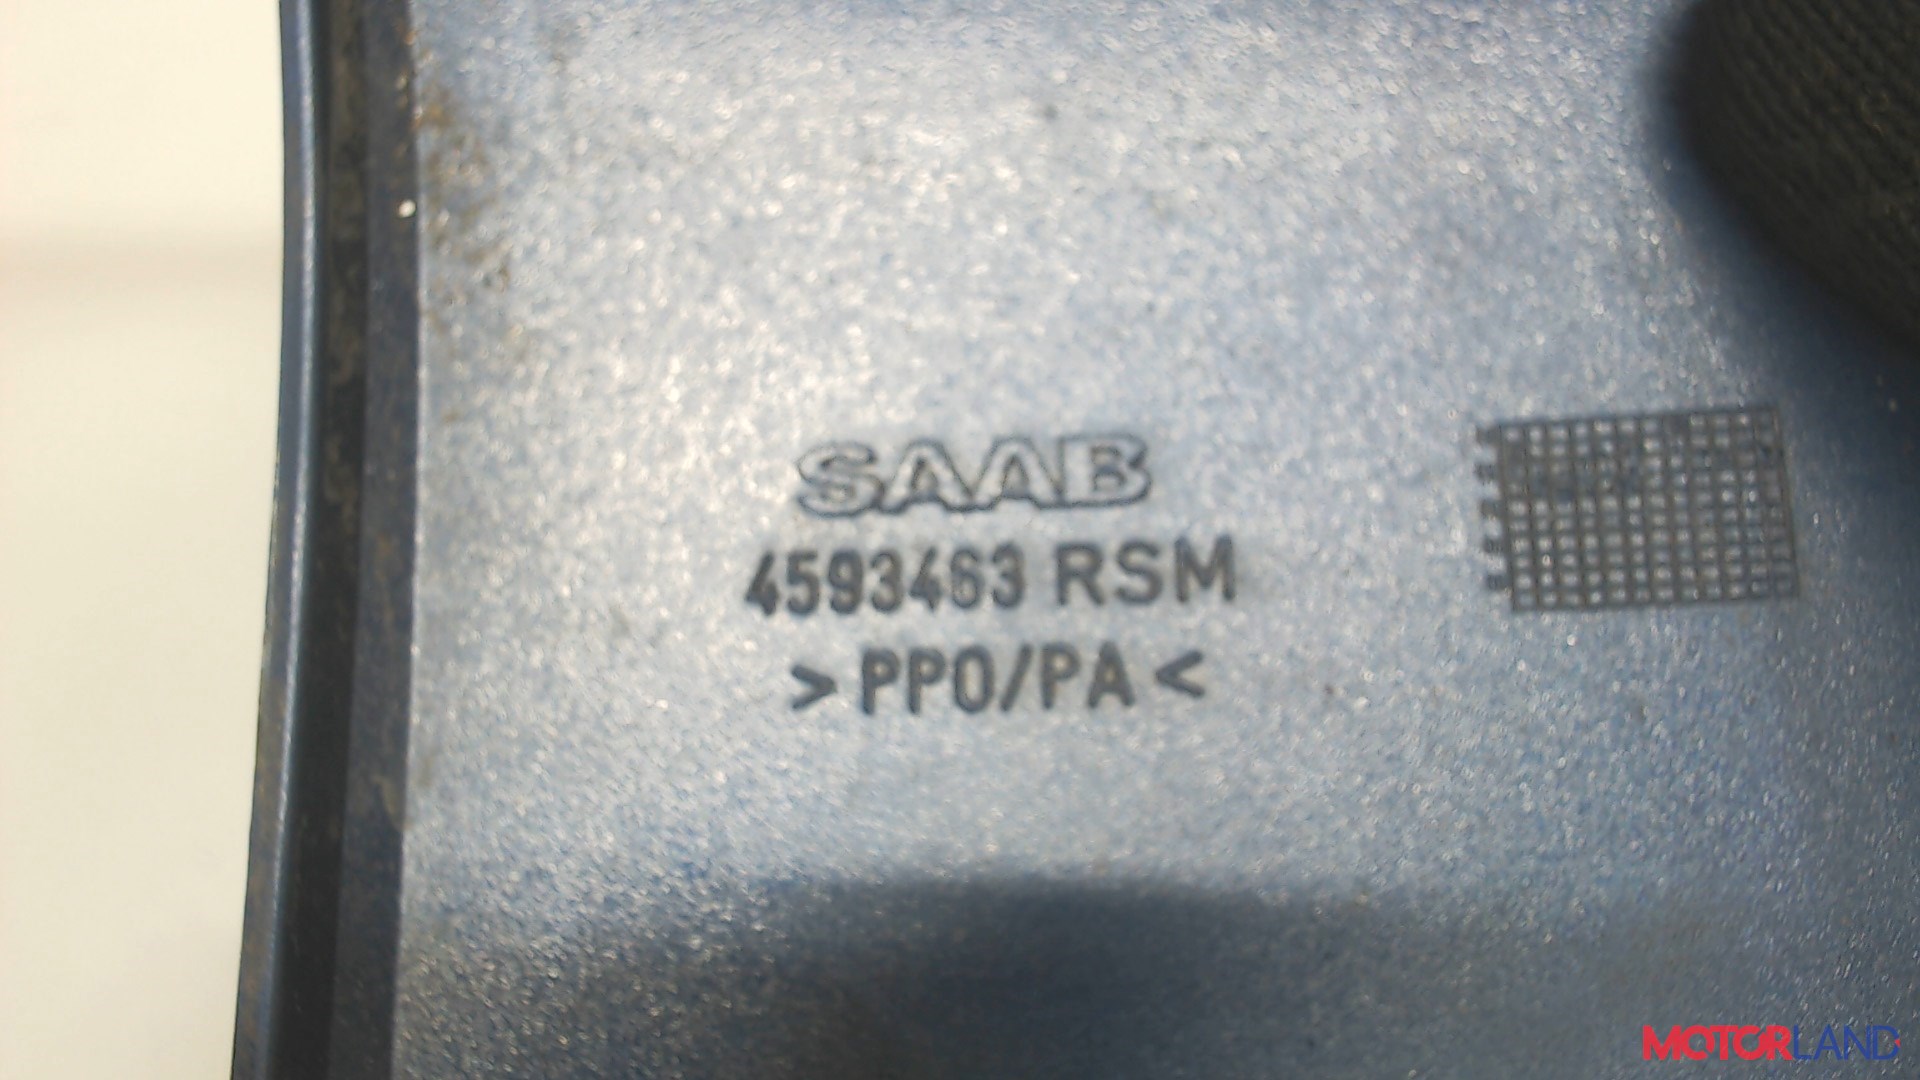 SAAB
4593463 RSM
>PPO/PA<
MOTORLAND